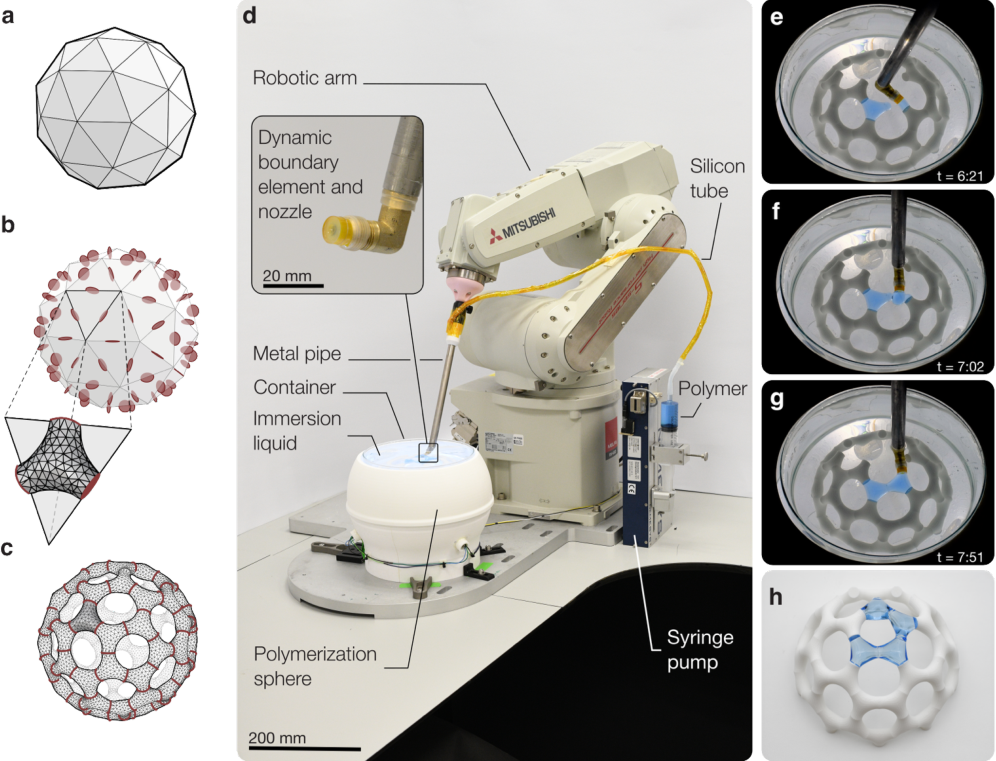 a
b
c
d
Robotic arm
Dynamic
boundary
element and
nozzle
20 mm
MITSUBISHI
Silicon
tube
Metal pipe
Container
Immersion
liquid
Polymer
Polymerization
sphere
Syringe
pump
200 mm
e
t = 6:21
f
t = 7:02
g
t = 7:51
h